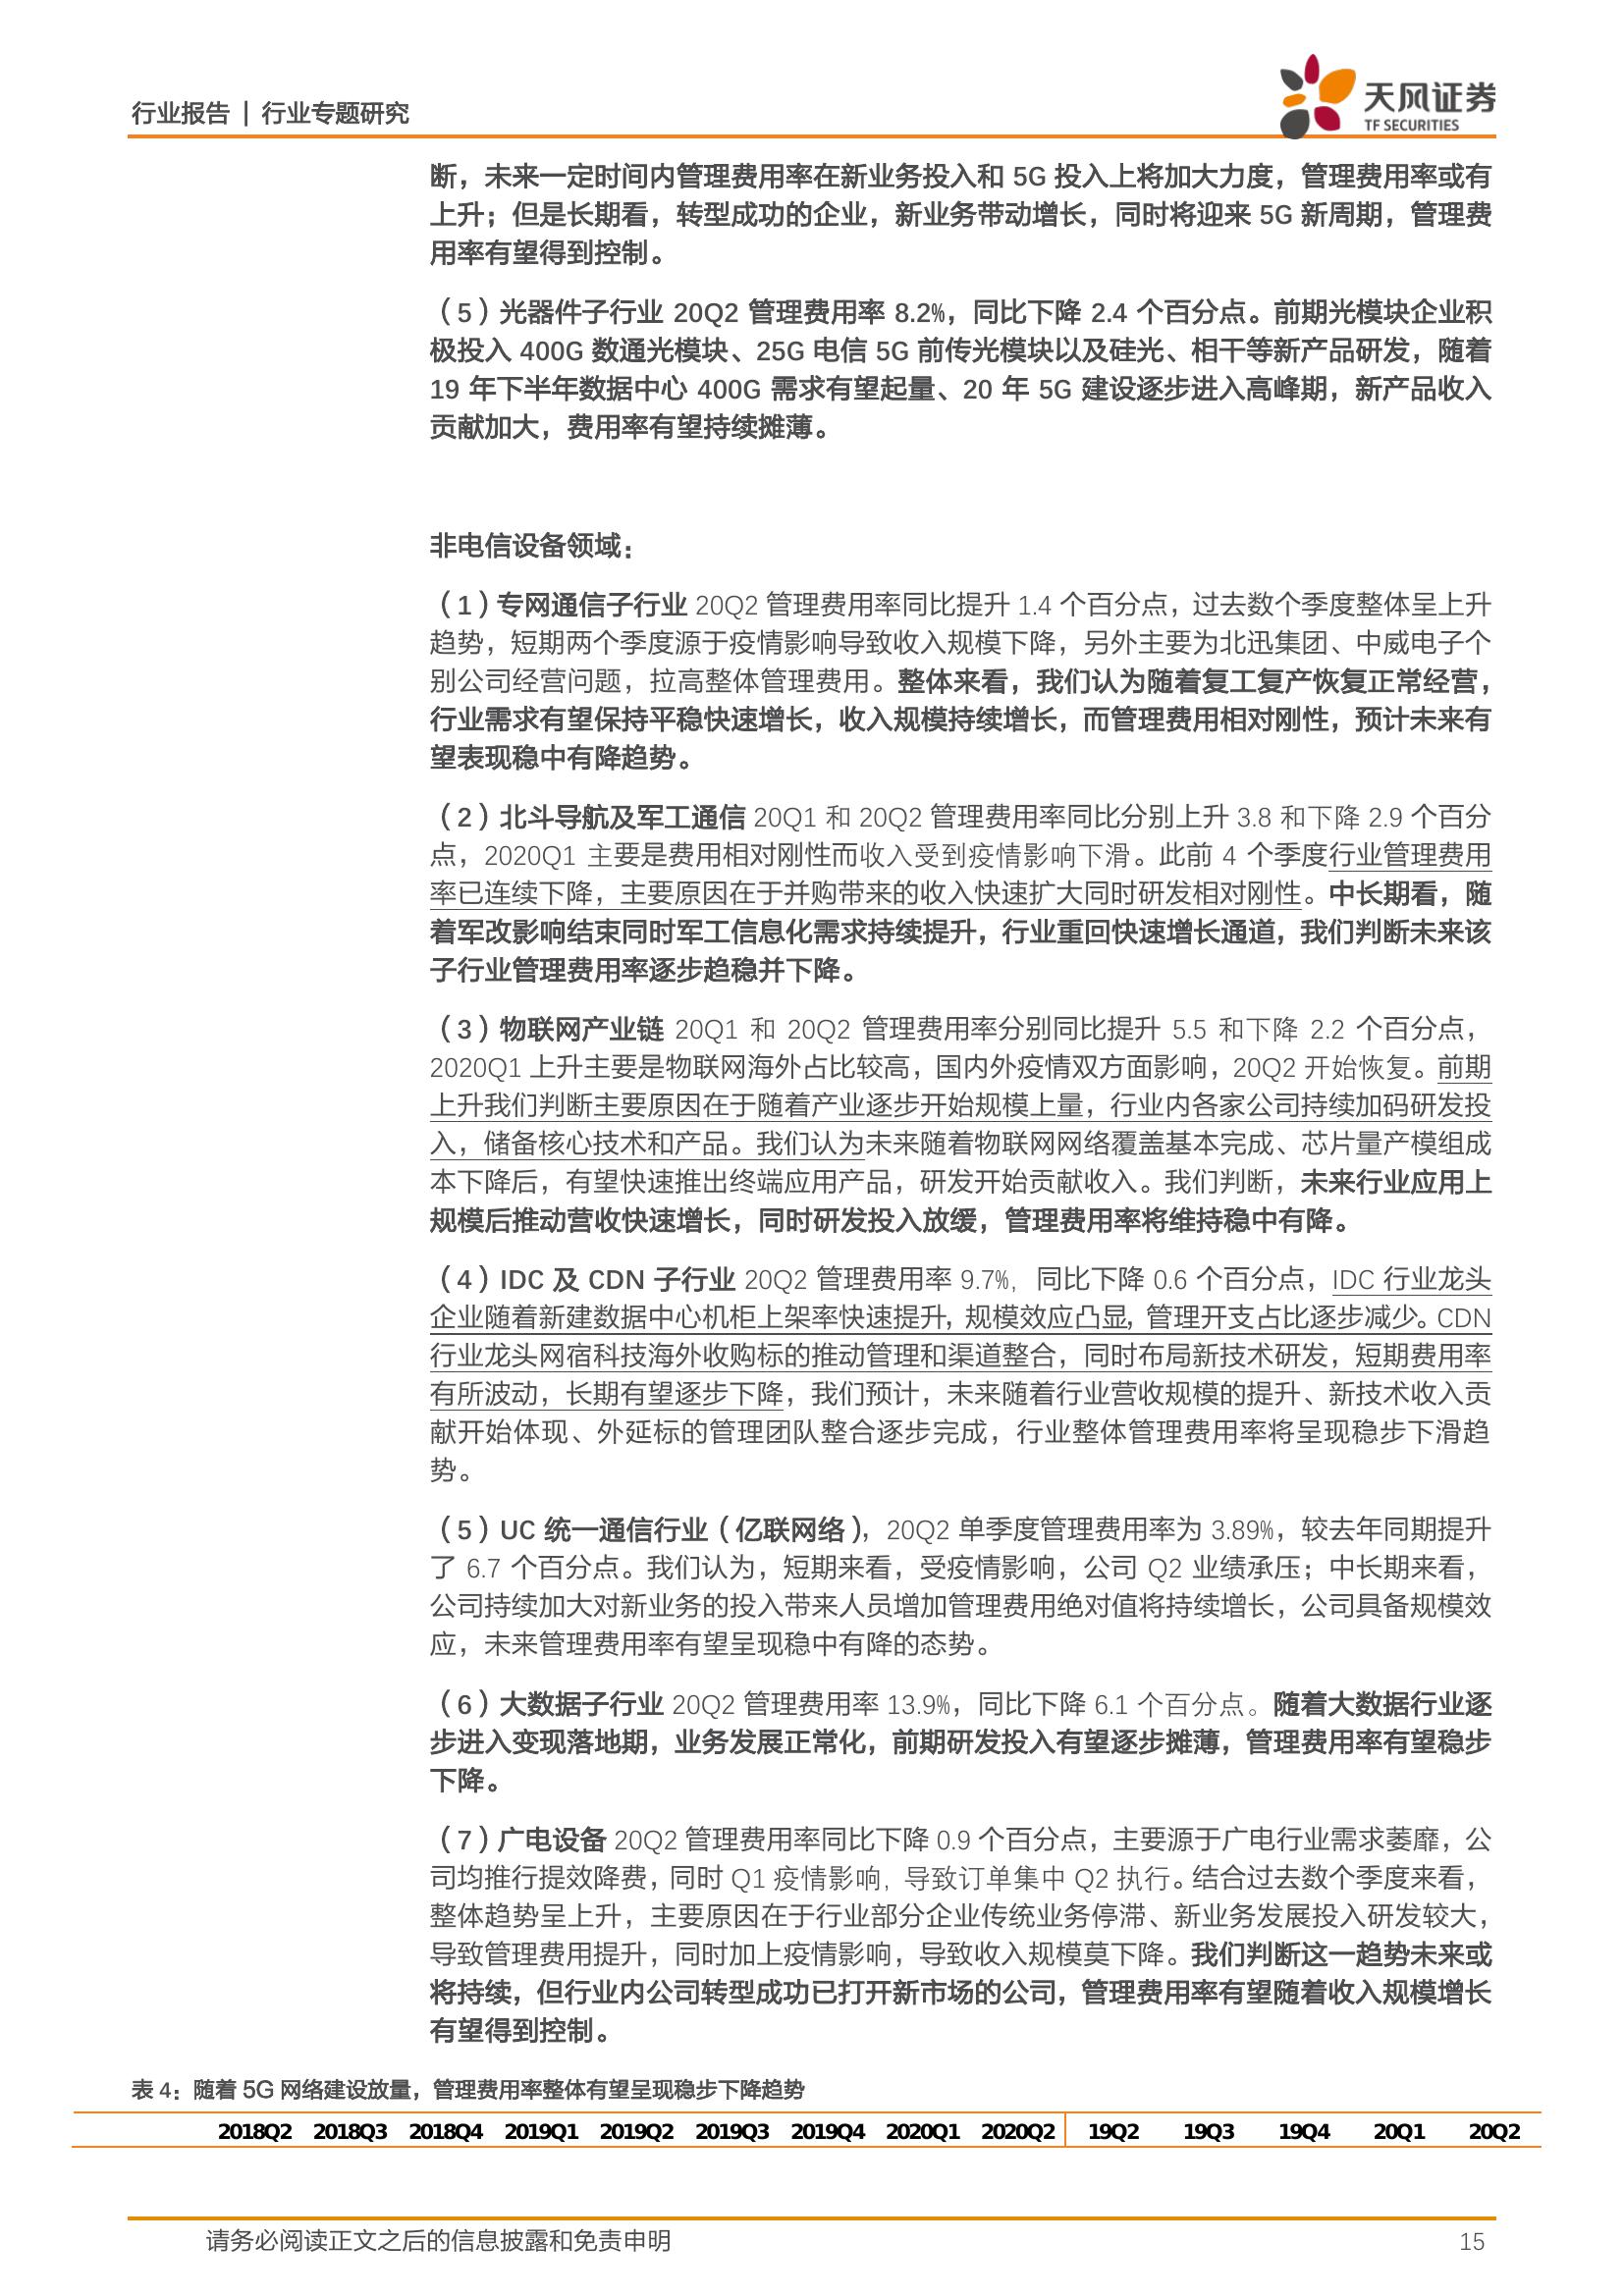 行业报告 | 行业专题研究
天风证券
TF SECURITIES
断，未来一定时间内管理费用率在新业务投入和 5G 投入上将加大力度，管理费用率或有
上升；但是长期看，转型成功的企业，新业务带动增长，同时将迎来 5G 新周期，管理费
用率有望得到控制。
（5）光器件子行业 20Q2 管理费用率 8.2%，同比下降 2.4 个百分点。前期光模块企业积
极投入 400G 数通光模块、25G 电信 5G 前传光模块以及硅光、相干等新产品研发，随着
19 年下半年数据中心 400G 需求有望起量、20 年 5G 建设逐步进入高峰期，新产品收入
贡献加大，费用率有望持续摊薄。
非电信设备领域：
（1）专网通信子行业 20Q2 管理费用率同比提升 1.4 个百分点，过去数个季度整体呈上升
趋势，短期两个季度源于疫情影响导致收入规模下降，另外主要为北迅集团、中威电子个
别公司经营问题，拉高整体管理费用。整体来看，我们认为随着复工复产恢复正常经营，
行业需求有望保持平稳快速增长，收入规模持续增长，而管理费用相对刚性，预计未来有
望表现稳中有降趋势。
（2）北斗导航及军工通信 20Q1 和 20Q2 管理费用率同比分别上升 3.8 和下降 2.9 个百分
点，2020Q1 主要是费用相对刚性而收入受到疫情影响下滑。此前 4 个季度行业管理费用
率已连续下降，主要原因在于并购带来的收入快速扩大同时研发相对刚性。中长期看，随
着军改影响结束同时军工信息化需求持续提升，行业重回快速增长通道，我们判断未来该
子行业管理费用率逐步趋稳并下降。
（3）物联网产业链 20Q1 和 20Q2 管理费用率分别同比提升 5.5 和下降 2.2 个百分点，
2020Q1 上升主要是物联网海外占比较高，国内外疫情双方面影响，20Q2 开始恢复。前期
上升我们判断主要原因在于随着产业逐步开始规模上量，行业内各家公司持续加码研发投
入，储备核心技术和产品。我们认为未来随着物联网网络覆盖基本完成、芯片量产模组成
本下降后，有望快速推出终端应用产品，研发开始贡献收入。我们判断，未来行业应用上
规模后推动营收快速增长，同时研发投入放缓，管理费用率将维持稳中有降。
（4）IDC 及 CDN 子行业 20Q2 管理费用率 9.7%，同比下降 0.6 个百分点，IDC 行业龙头
企业随着新建数据中心机柜上架率快速提升，规模效应凸显，管理开支占比逐步减少。CDN
行业龙头网宿科技海外收购标的推动管理和渠道整合，同时布局新技术研发，短期费用率
有所波动，长期有望逐步下降，我们预计，未来随着行业营收规模的提升、新技术收入贡
献开始体现、外延标的管理团队整合逐步完成，行业整体管理费用率将呈现稳步下滑趋
势。
（5）UC 统一通信行业（亿联网络），20Q2 单季度管理费用率为 3.89%，较去年同期提升
了 6.7 个百分点。我们认为，短期来看，受疫情影响，公司 Q2 业绩承压；中长期来看，
公司持续加大对新业务的投入带来人员增加管理费用绝对值将持续增长，公司具备规模效
应，未来管理费用率有望呈现稳中有降的态势。
（6）大数据子行业 20Q2 管理费用率 13.9%，同比下降 6.1 个百分点。随着大数据行业逐
步进入变现落地期，业务发展正常化，前期研发投入有望逐步摊薄，管理费用率有望稳步
下降。
（7）广电设备 20Q2 管理费用率同比下降 0.9 个百分点，主要源于广电行业需求萎靡，公
司均推行提效降费，同时 Q1 疫情影响，导致订单集中 Q2 执行。结合过去数个季度来看，
整体趋势呈上升，主要原因在于行业部分企业传统业务停滞、新业务发展投入研发较大，
导致管理费用提升，同时加上疫情影响，导致收入规模莫下降。我们判断这一趋势未来或
将持续，但行业内公司转型成功已打开新市场的公司，管理费用率有望随着收入规模增长
有望得到控制。
表 4：随着 5G 网络建设放量，管理费用率整体有望呈现稳步下降趋势
2018Q2 2018Q3 2018Q4 2019Q1 2019Q2 2019Q3 2019Q4 2020Q1 2020Q2 19Q2 19Q3 19Q4 20Q1 20Q2
请务必阅读正文之后的信息披露和免责申明 15